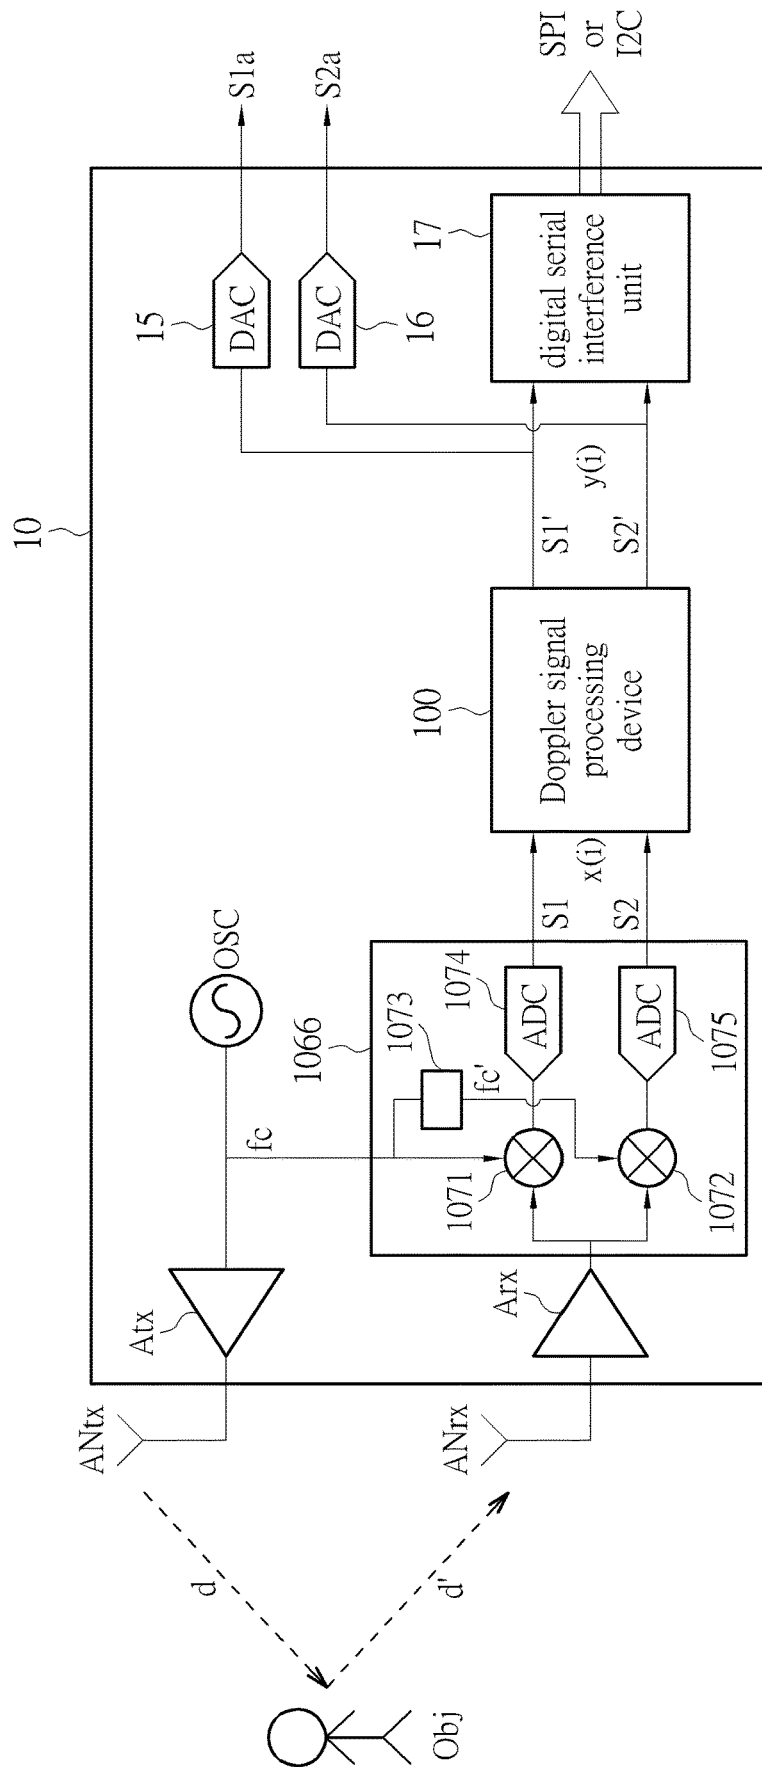 10
Obj
d
d'
ANtx
ANrx
Atx
Arx
OSC
fc
1066
1073
fc'
1071
1072
1074
ADC
ADC
1075
S1
x(i)
S2
100
Doppler signal
processing
device
S1'
y(i)
S2'
15
DAC
DAC
16
17
digital serial
interference
unit
S1a
S2a
SPI
or
I2C